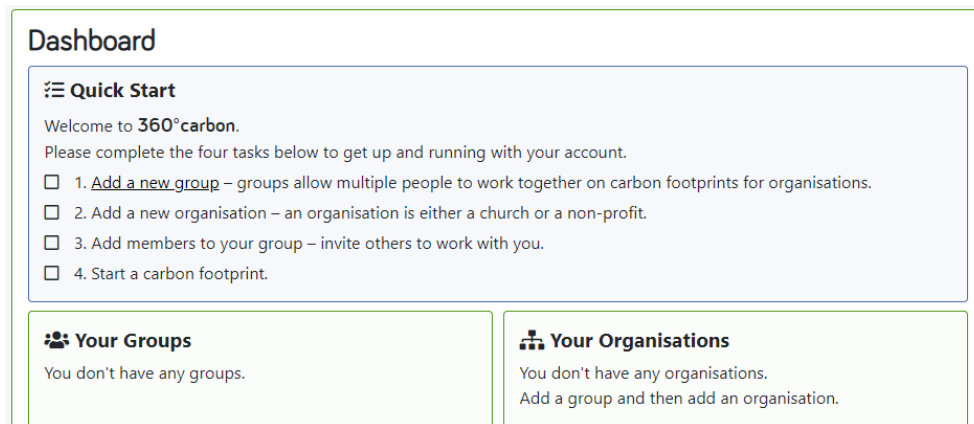 Dashboard
Quick Start
Welcome to 360°carbon.
Please complete the four tasks below to get up and running with your account.
1. Add a new group – groups allow multiple people to work together on carbon footprints for organisations.
2. Add a new organisation – an organisation is either a church or a non-profit.
3. Add members to your group – invite others to work with you.
4. Start a carbon footprint.
Your Groups
You don't have any groups.
Your Organisations
You don't have any organisations.
Add a group and then add an organisation.